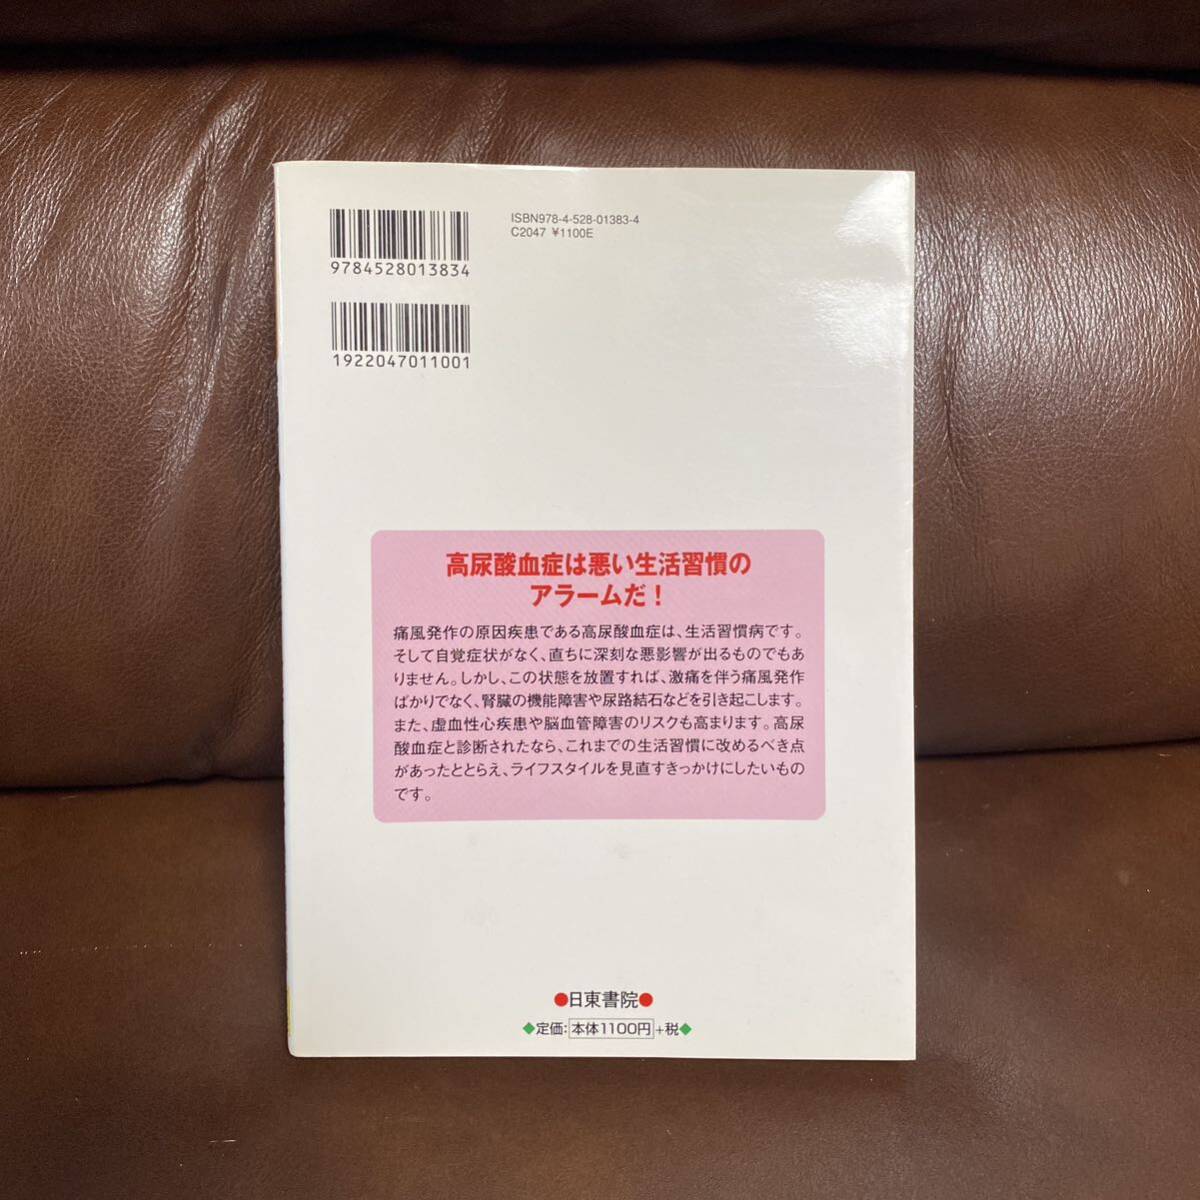 ISBN978-4-528-01383-4
C2047 ¥1100E
9784528013834
1922047011001
高尿酸血症は悪い生活習慣の
アラームだ！
痛風発作の原因疾患である高尿酸血症は、生活習慣病です。
そして自覚症状がなく、直ちに深刻な悪影響が出るものでもあ
りません。しかし、この状態を放置すれば、激痛を伴う痛風発作
ばかりでなく、腎臓の機能障害や尿路結石などを引き起こします。
また、虚血性心疾患や脳血管障害のリスクも高まります。高尿
酸血症と診断されたなら、これまでの生活習慣に改めるべき点
があったととらえ、ライフスタイルを見直すきっかけにしたいもの
です。
●日東書院●
◆定価：本体1100円+税◆